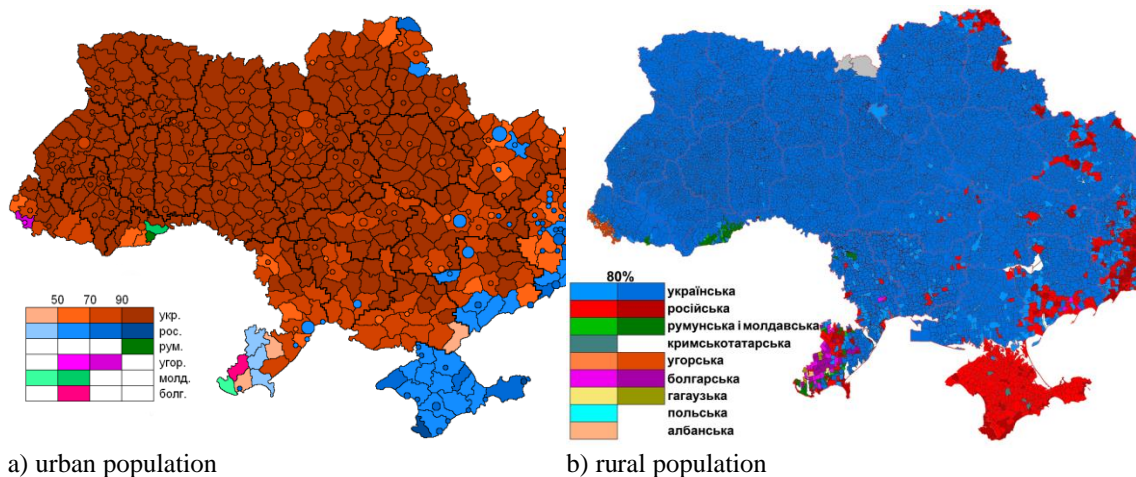 50 70 90
укр.
рос.
рум.
угор.
молд.
болг.
80%
українська
російська
румунська і молдавська
кримськотатарська
угорська
болгарська
гагаузька
польська
албанська
a) urban population
b) rural population